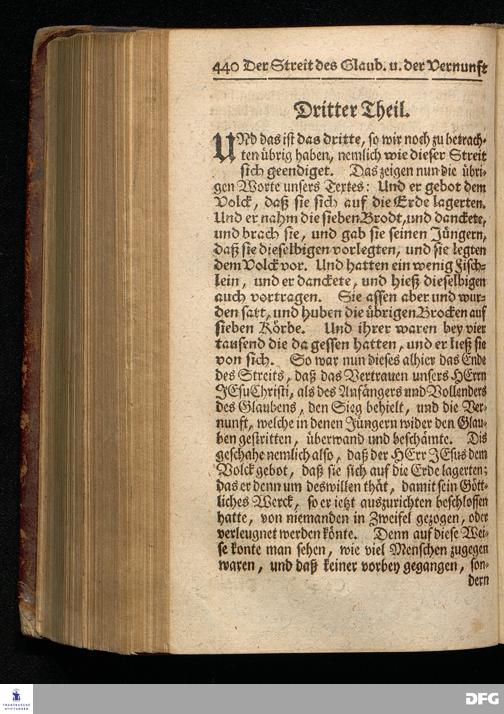 440 Der Streit des Glaub. u. der Vernunft
Dritter Theil.
UNd das ist das dritte, so wir noch zu betrach-
ten übrig haben, nemlich wie dieser Streit
sich geendiget. Das zeigen nun die übri-
gen Worte unsers Textes: Und er gebot dem
Volck, daß sie sich auf die Erde lagerten.
Und er nahm die sieben Brodt, und danckete,
und brach sie, und gab sie seinen Jüngern,
daß sie dieselbigen vorlegten, und sie legten
dem Volck vor. Und hatten ein wenig Fisch-
lein, und er danckete, und hieß dieselbigen
auch vortragen. Sie assen aber und wur-
den satt, und huben die übrigen Brocken auf
sieben Körbe. Und ihrer waren bey vier
tausend die da gessen hatten, und er ließ sie
von sich. So war nun dieses alhier das Ende
des Streits, daß das Vertrauen unsers HErrn
JEsu Christi, als des Anfängers und Vollenders
des Glaubens, den Sieg behielt, und die Ver-
nunft, welche in denen Jüngern wider den Glau-
ben gestritten, überwand und beschämte. Dis
geschahe nemlich also, daß der HErr JEsus dem
Volck gebot, daß sie sich auf die Erde lagerten;
das er denn um deswillen thät, damit sein Gött-
liches Werck, so er ietzt auszurichten beschlossen
hatte, von niemanden in Zweifel gezogen, oder
verleugnet werden könte. Denn auf diese Wei-
se konte man sehen, wie viel Menschen zugegen
waren, und daß keiner vorbey gegangen, son-
dern
FRANCKESCHE
STIFTUNGEN
DFG